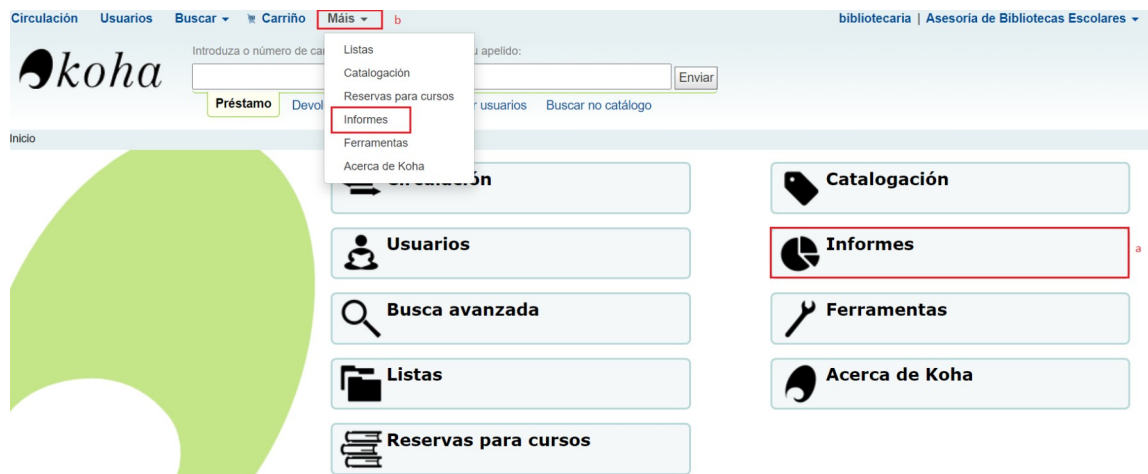 Circulación Usuarios Buscar Carriño Máis b bibliotecaria | Asesoría de Bibliotecas Escolares
koha
Introduza o número de ca u apelido:
Enviar
Préstamo Devol r usuarios Buscar no catálogo
Listas
Catalogación
Reservas para cursos
Informes
Ferramentas
Acerca de Koha
Inicio
Circulación
Catalogación
Usuarios
Informes a
Busca avanzada
Ferramentas
Listas
Acerca de Koha
Reservas para cursos